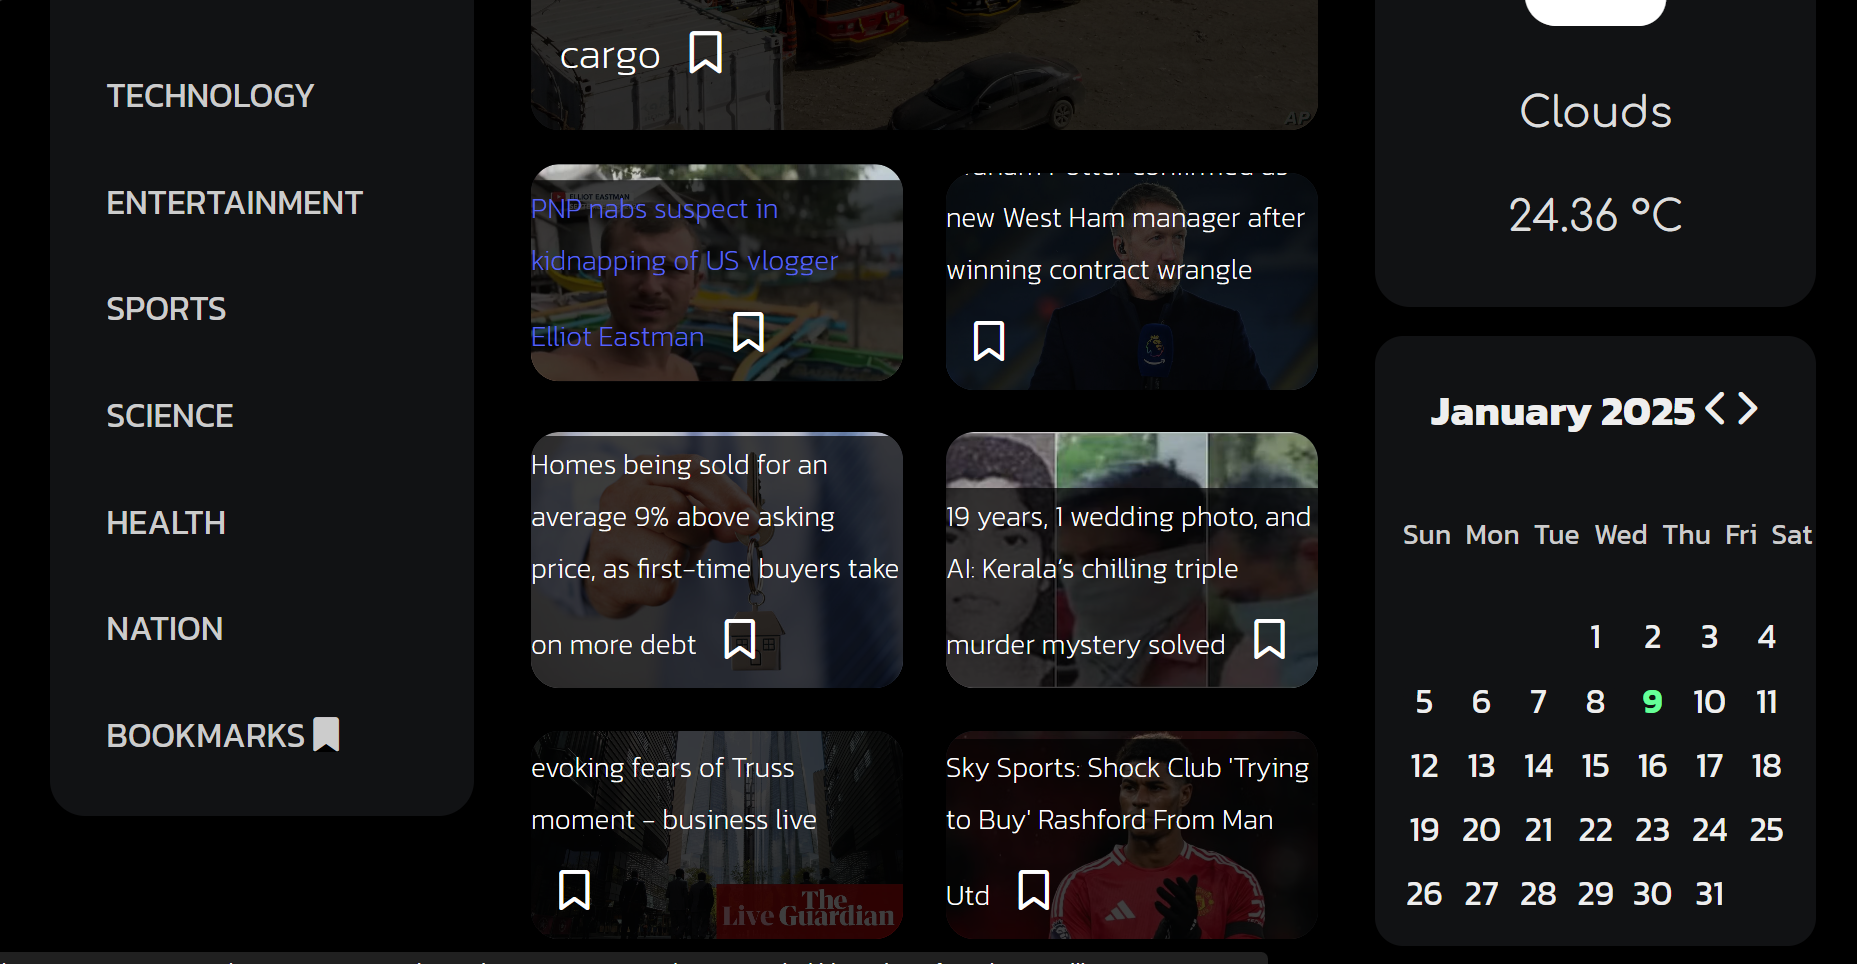 TECHNOLOGY
ENTERTAINMENT
SPORTS
SCIENCE
HEALTH
NATION
BOOKMARKS
cargo
AP
ELLIOT EASTMAN
PNP nabs suspect in
kidnapping of US vlogger
Elliot Eastman
new West Ham manager after
winning contract wrangle
Homes being sold for an
average 9% above asking
price, as first-time buyers take
on more debt
19 years, 1 wedding photo, and
AI: Kerala's chilling triple
murder mystery solved
evoking fears of Truss
moment - business live
The
Live Guardian
Sky Sports: Shock Club 'Trying
to Buy' Rashford From Man
Utd
Clouds
24.36 °C
January 2025 < >
Sun Mon Tue Wed Thu Fri Sat
1 2 3 4
5 6 7 8 9 10 11
12 13 14 15 16 17 18
19 20 21 22 23 24 25
26 27 28 29 30 31